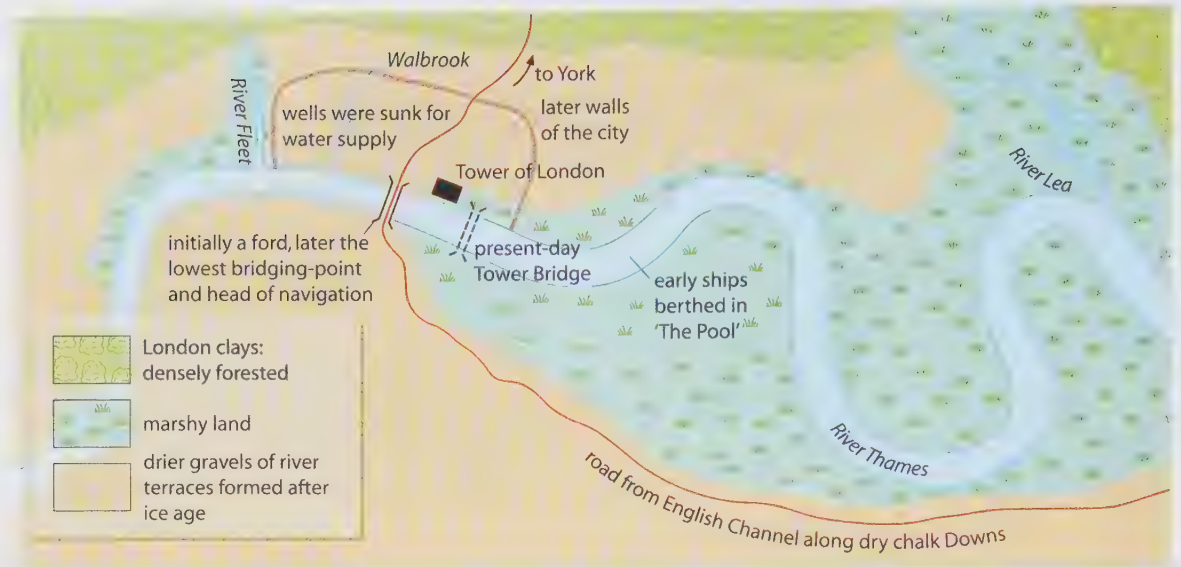 Walbrook
to York
River Fleet
wells were sunk for
water supply
later walls
of the city
Tower of London
River Lea
initially a ford, later the
lowest bridging-point
and head of navigation
present-day
Tower Bridge
early ships
berthed in
'The Pool'
London clays:
densely forested
marshy land
drier gravels of river
terraces formed after
ice age
River Thames
road from English Channel along dry chalk Downs